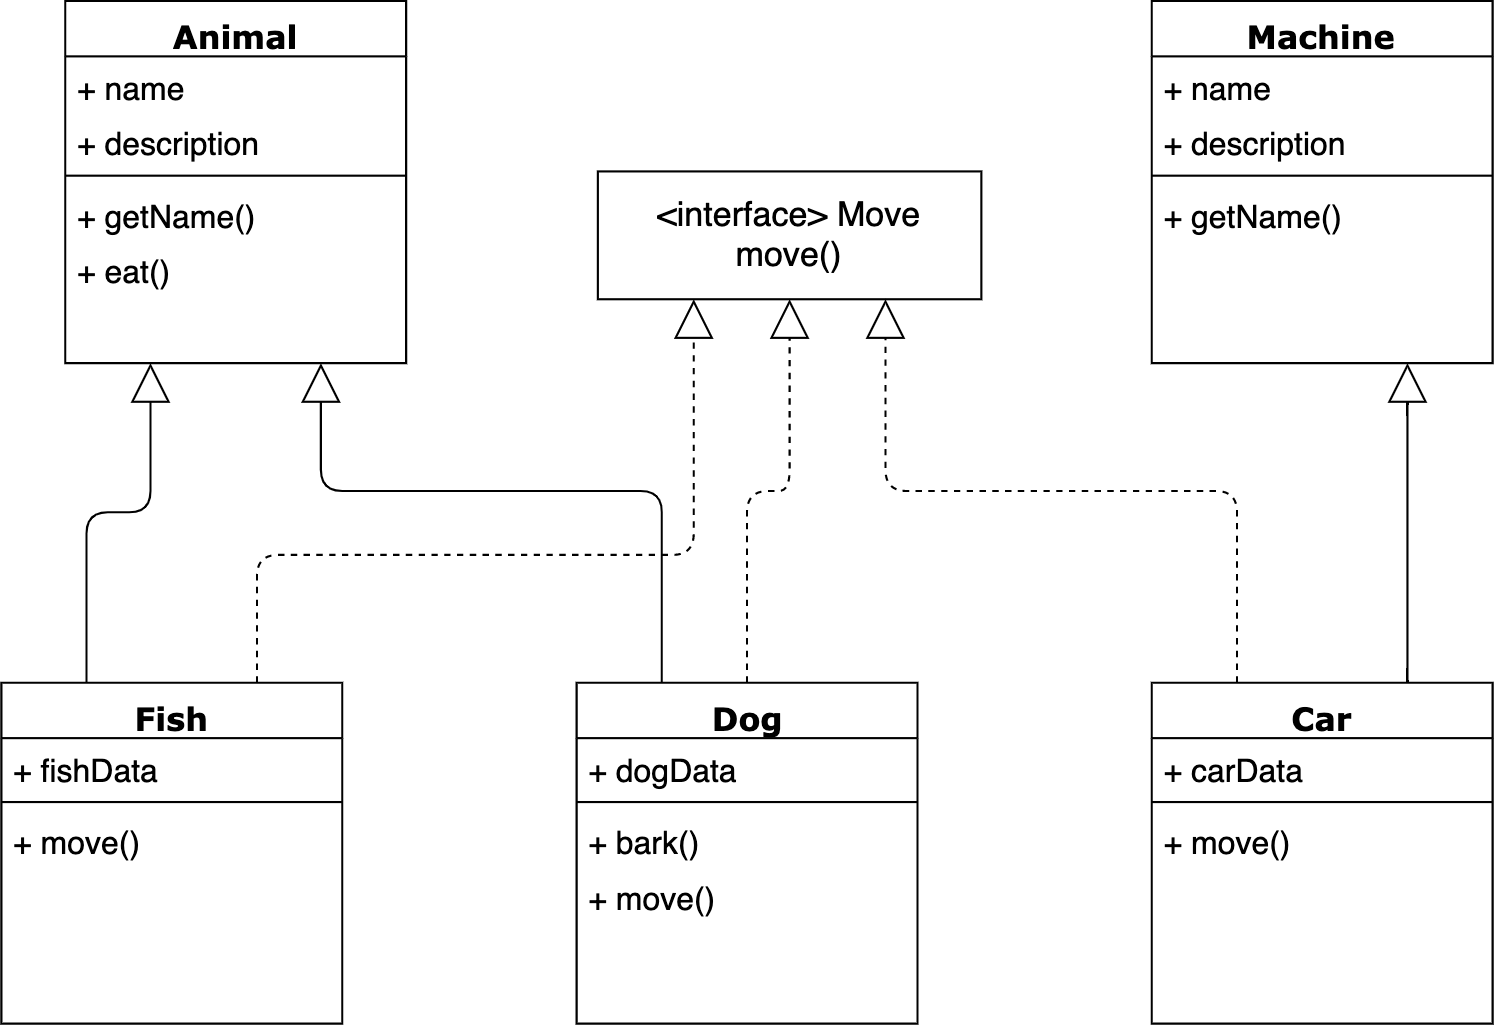 Animal
+ name
+ description
+ getName()
+ eat()
<interface> Move
move()
Machine
+ name
+ description
+ getName()
Fish
+ fishData
+ move()
Dog
+ dogData
+ bark()
+ move()
Car
+ carData
+ move()